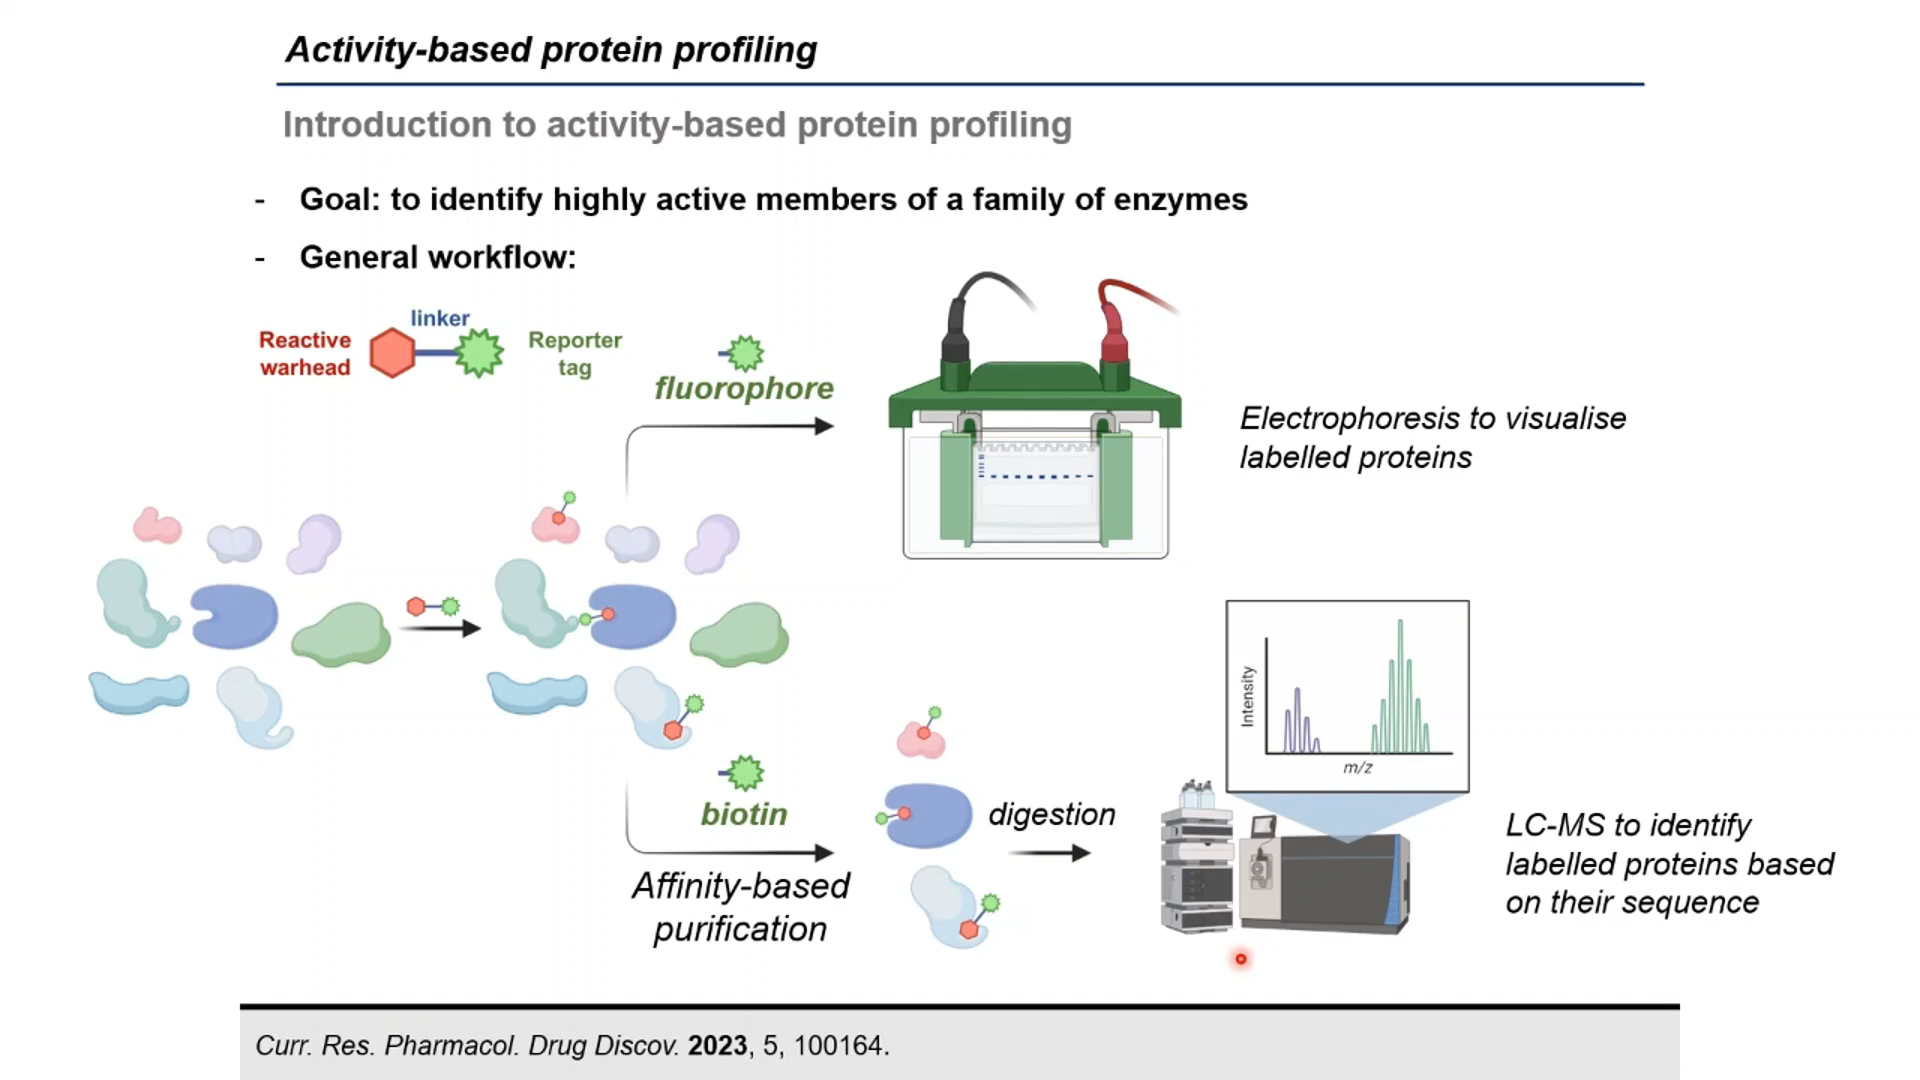 Activity-based protein profiling
Introduction to activity-based protein profiling
- Goal: to identify highly active members of a family of enzymes
- General workflow:
linker
Reactive
warhead
Reporter
tag
fluorophore
Electrophoresis to visualise
labelled proteins
biotin
Affinity-based
purification
digestion
Intensity
m/z
LC-MS to identify
labelled proteins based
on their sequence
Curr. Res. Pharmacol. Drug Discov. 2023, 5, 100164.